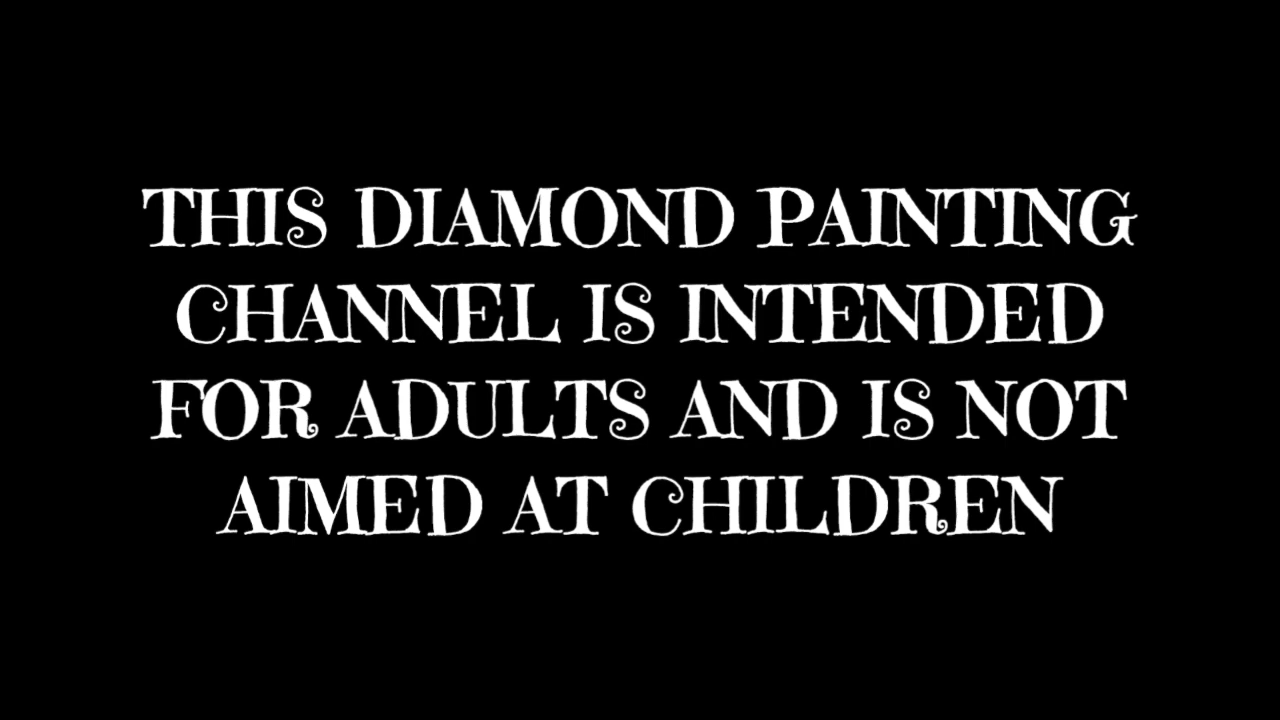 THIS DIAMOND PAINTING
CHANNEL IS INTENDED
FOR ADULTS AND IS NOT
AIMED AT CHILDREN